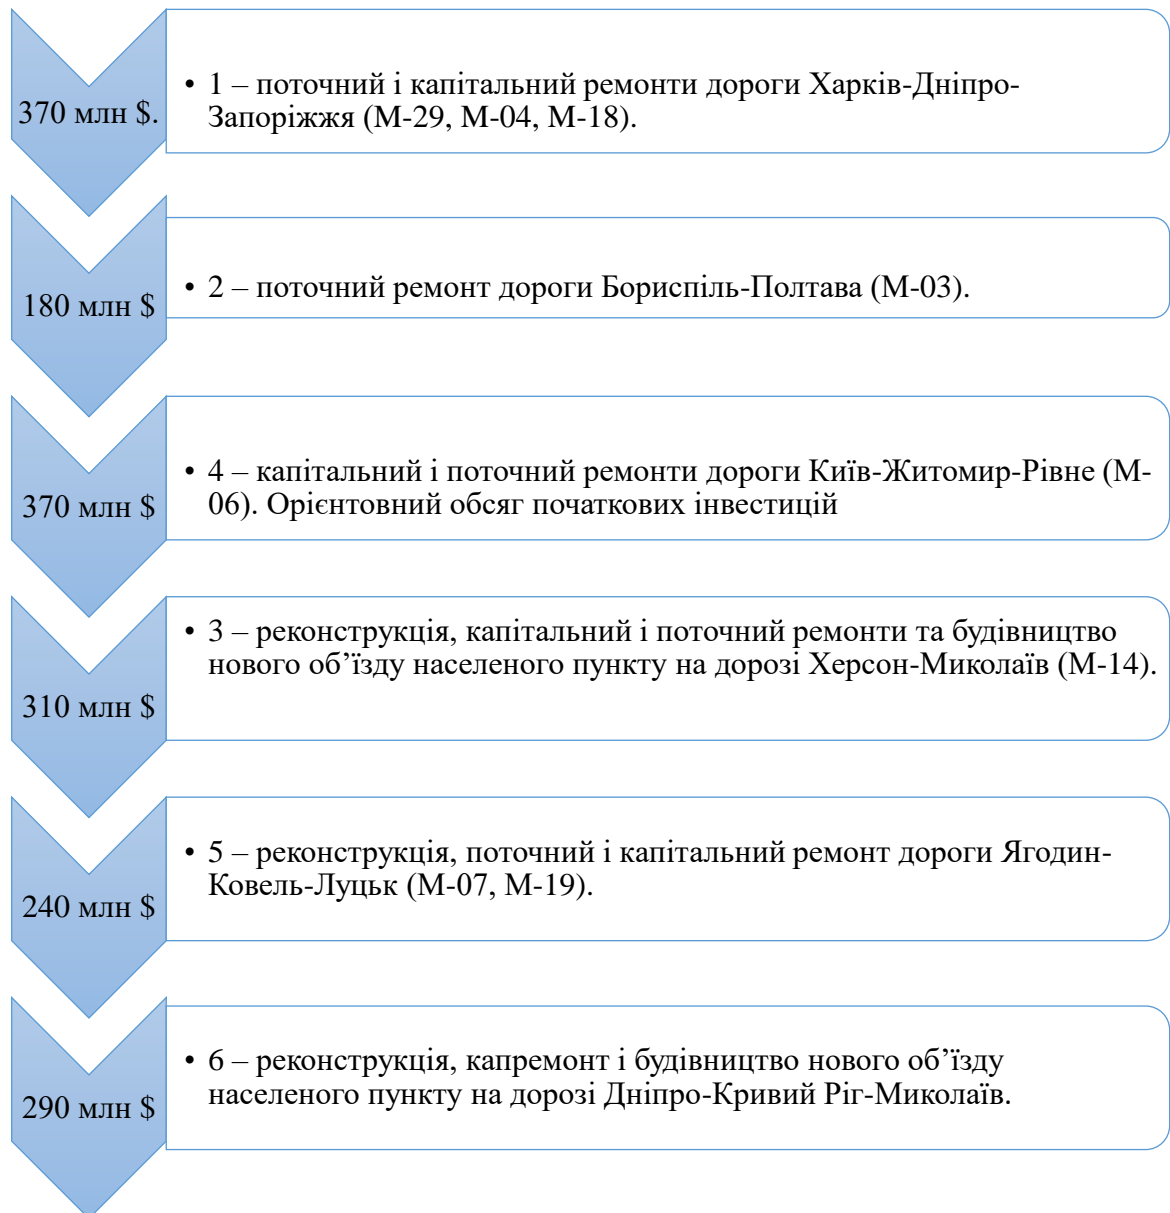 370 млн $.
• 1 – поточний і капітальний ремонти дороги Харків-Дніпро-
Запоріжжя (М-29, М-04, М-18).
180 млн $
• 2 – поточний ремонт дороги Бориспіль-Полтава (М-03).
370 млн $
• 4 – капітальний і поточний ремонти дороги Київ-Житомир-Рівне (М-
06). Орієнтовний обсяг початкових інвестицій
310 млн $
• 3 – реконструкція, капітальний і поточний ремонти та будівництво
нового об’їзду населеного пункту на дорозі Херсон-Миколаїв (М-14).
240 млн $
• 5 – реконструкція, поточний і капітальний ремонт дороги Ягодин-
Ковель-Луцьк (М-07, М-19).
290 млн $
• 6 – реконструкція, капремонт і будівництво нового об’їзду
населеного пункту на дорозі Дніпро-Кривий Ріг-Миколаїв.